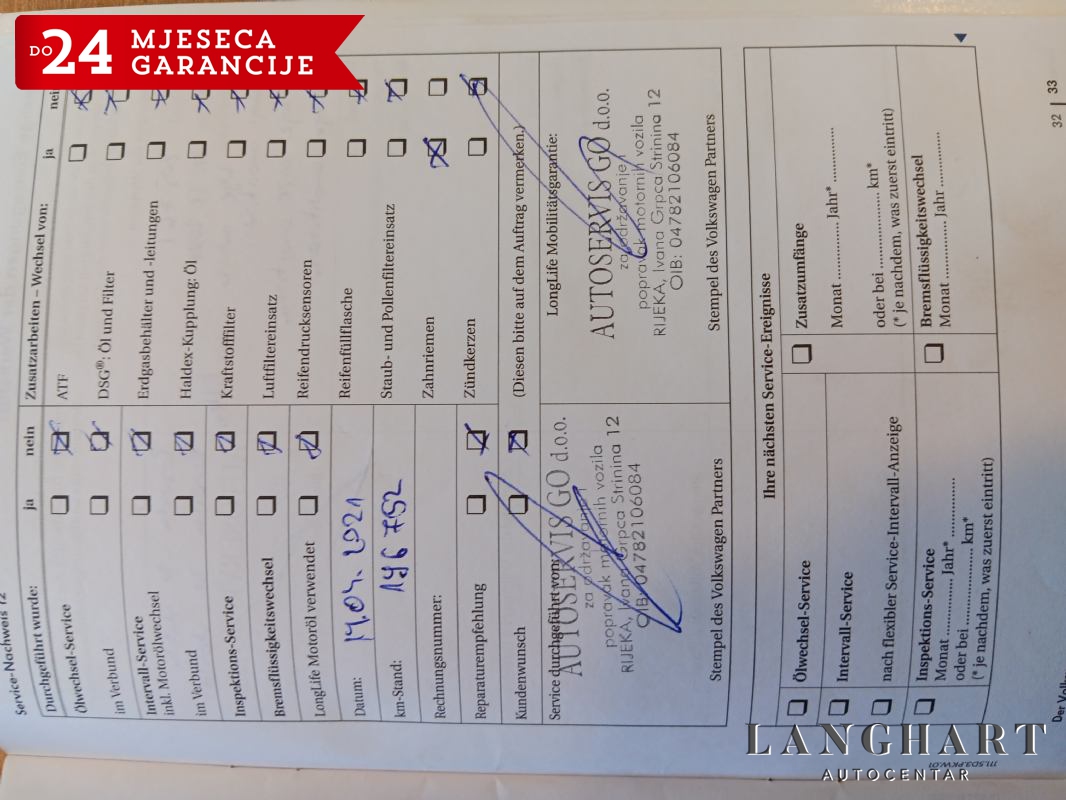 DO 24 MJESECA
GARANCIJE
Service-Nachweis 12
Durchgeführt wurde: ja nein
Ölwechsel-Service
im Verbund
Intervall-Service
inkl. Motorölwechsel
im Verbund
Inspektions-Service
Bremsflüssigkeitswechsel
LongLife Motoröl verwendet
Datum: 14.04.2021
km-Stand: 196 752
Rechnungsnummer:
Reparaturempfehlung
Kundenwunsch
Zusatzarbeiten – Wechsel von: ja nein
ATF
DSG®: Öl und Filter
Erdgasbehälter und -leitungen
Haldex-Kupplung: Öl
Kraftstofffilter
Luftfiltereinsatz
Reifendrucksensoren
Reifenfüllflasche
Staub- und Pollenfiltereinsatz
Zahnriemen
Zündkerzen
(Diesen bitte auf dem Auftrag vermerken.)
Service durchgeführt von:
AUTOSERVIS GO d.o.o.
za održavanje i
popravak motornih vozila
RIJEKA, Ivana Grpca Strinina 12
OIB: 04782106084
Stempel des Volkswagen Partners
LongLife Mobilitätsgarantie:
AUTOSERVIS GO d.o.o.
za održavanje i
popravak motornih vozila
RIJEKA, Ivana Grpca Strinina 12
OIB: 04782106084
Stempel des Volkswagen Partners
Ihre nächsten Service-Ereignisse
Ölwechsel-Service
Intervall-Service
nach flexibler Service-Intervall-Anzeige
Inspektions-Service
Monat ............ Jahr* ............
oder bei ............ km*
(* je nachdem, was zuerst eintritt)
Zusatzumfänge
Monat ............ Jahr* ............
oder bei ............ km*
(* je nachdem, was zuerst eintritt)
Bremsflüssigkeitswechsel
Monat ............ Jahr ............
32 | 33
LANGHART
AUTOCENTAR